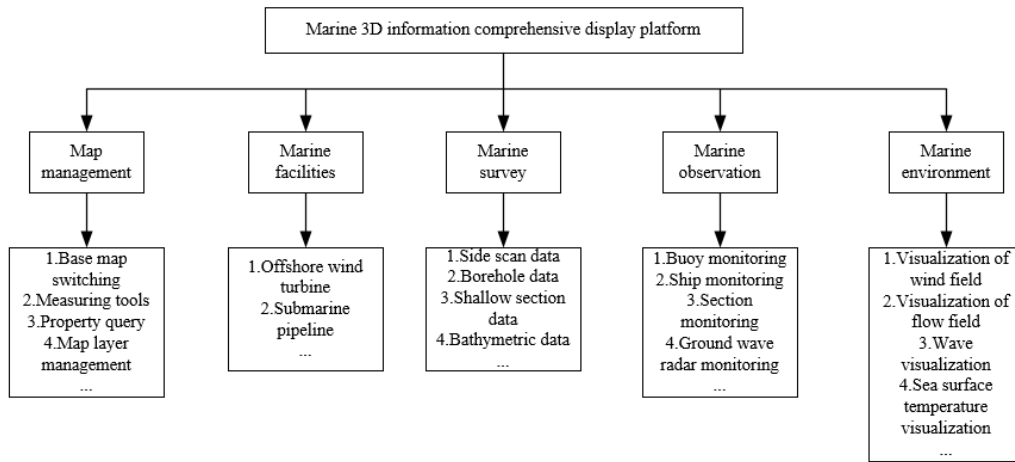 Marine 3D information comprehensive display platform
Map
management
Marine
facilities
Marine
survey
Marine
observation
Marine
environment
1.Base map
switching
2.Measuring tools
3.Property query
4.Map layer
management
...
1.Offshore wind
turbine
2.Submarine
pipeline
...
1.Side scan data
2.Borehole data
3.Shallow section
data
4.Bathymetric data
...
1.Buoy monitoring
2.Ship monitoring
3.Section
monitoring
4.Ground wave
radar monitoring
...
1.Visualization of
wind field
2.Visualization of
flow field
3.Wave
visualization
4.Sea surface
temperature
visualization
...